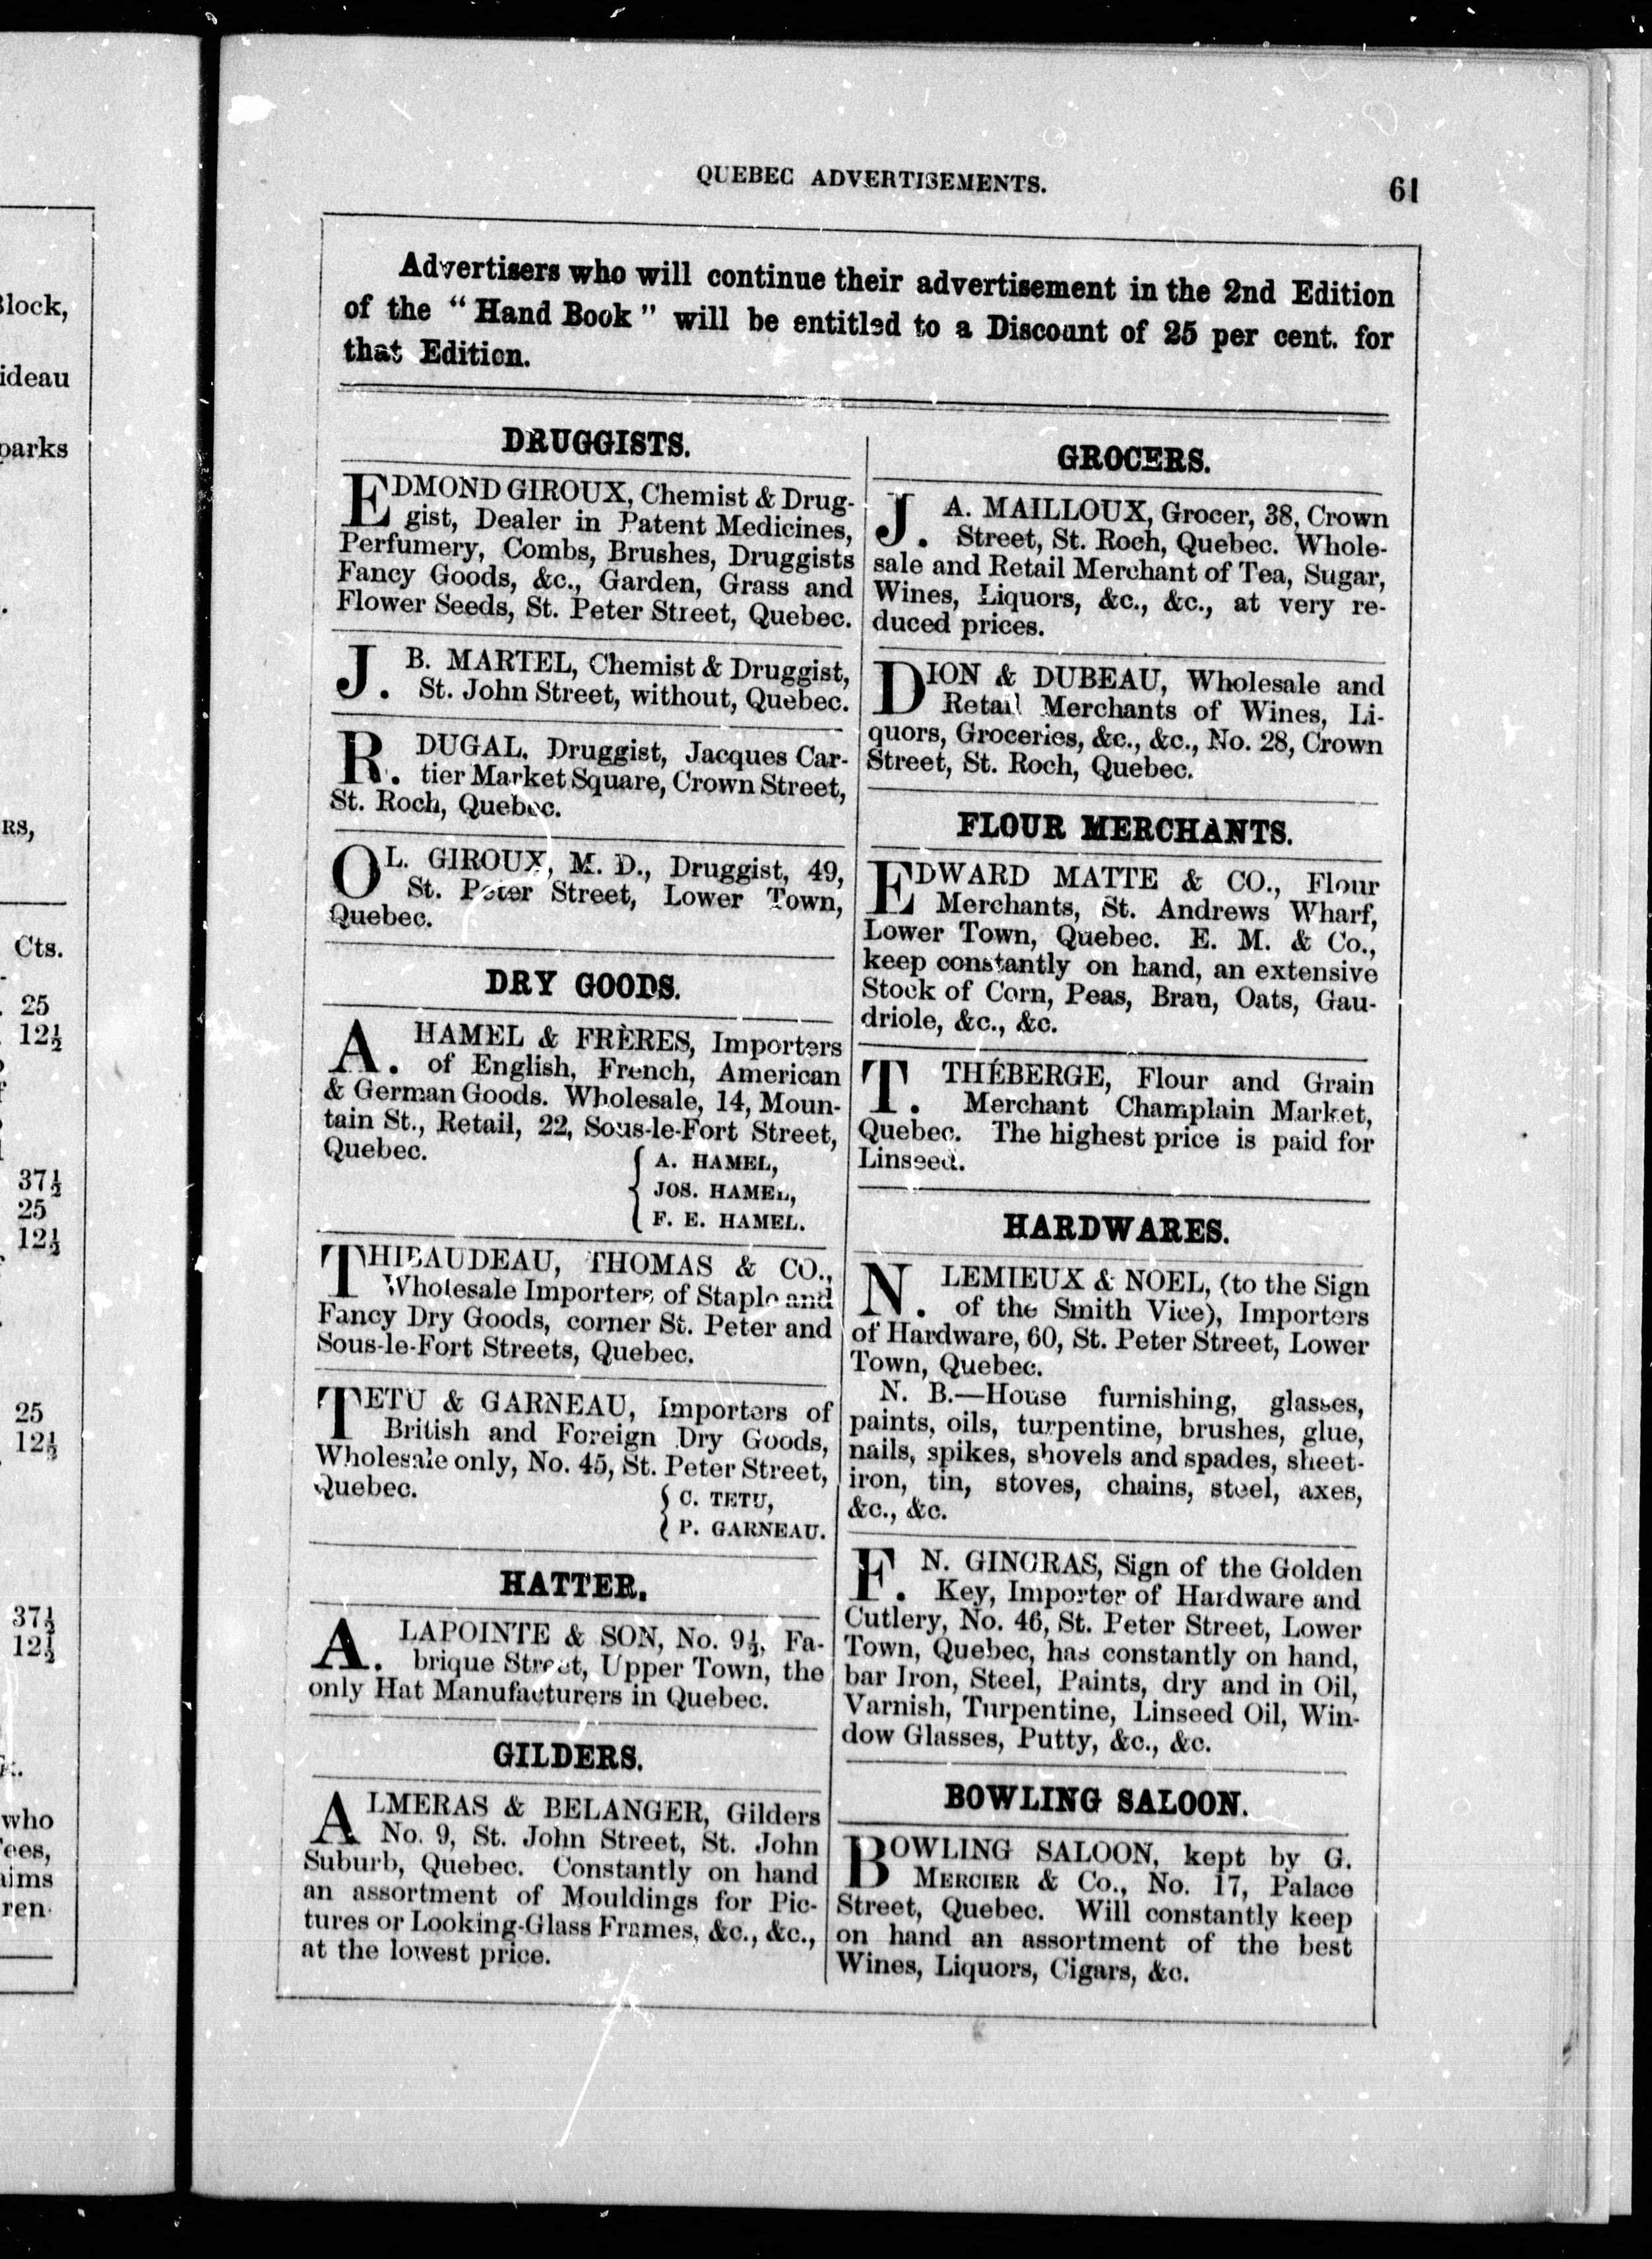 QUEBEC ADVERTISEMENTS.
61
Advertisers who will continue their advertisement in the 2nd Edition
of the "Hand Book" will be entitled to a Discount of 25 per cent. for
that Edition.
DRUGGISTS.
EDMOND GIROUX, Chemist & Drug-
gist, Dealer in Patent Medicines,
Perfumery, Combs, Brushes, Druggists
Fancy Goods, &c., Garden, Grass and
Flower Seeds, St. Peter Street, Quebec.
J. B. MARTEL, Chemist & Druggist,
St. John Street, without, Quebec.
R. DUGAL, Druggist, Jacques Car-
tier Market Square, Crown Street,
St. Roch, Quebec.
OL. GIROUX, M. D., Druggist, 49,
St. Peter Street, Lower Town,
Quebec.
DRY GOODS.
A. HAMEL & FRÈRES, Importers
of English, French, American
& German Goods. Wholesale, 14, Moun-
tain St., Retail, 22, Sous-le-Fort Street,
Quebec.
A. HAMEL,
JOS. HAMEL,
F. E. HAMEL.
THIBAUDEAU, THOMAS & CO.,
Wholesale Importers of Staple and
Fancy Dry Goods, corner St. Peter and
Sous-le-Fort Streets, Quebec.
TETU & GARNEAU, Importers of
British and Foreign Dry Goods,
Wholesale only, No. 45, St. Peter Street,
Quebec.
C. TETU,
P. GARNEAU.
HATTER.
A. LAPOINTE & SON, No. 9½, Fa-
brique Street, Upper Town, the
only Hat Manufacturers in Quebec.
GILDERS.
ALMERAS & BELANGER, Gilders
No. 9, St. John Street, St. John
Suburb, Quebec. Constantly on hand
an assortment of Mouldings for Pic-
tures or Looking-Glass Frames, &c., &c.,
at the lowest price.
GROCERS.
J. A. MAILLOUX, Grocer, 38, Crown
Street, St. Roch, Quebec. Whole-
sale and Retail Merchant of Tea, Sugar,
Wines, Liquors, &c., &c., at very re-
duced prices.
DION & DUBEAU, Wholesale and
Retail Merchants of Wines, Li-
quors, Groceries, &c., &c., No. 28, Crown
Street, St. Roch, Quebec.
FLOUR MERCHANTS.
EDWARD MATTE & CO., Flour
Merchants, St. Andrews Wharf,
Lower Town, Quebec. E. M. & Co.,
keep constantly on hand, an extensive
Stock of Corn, Peas, Bran, Oats, Gau-
driole, &c., &c.
T. THÉBERGE, Flour and Grain
Merchant Champlain Market,
Quebec. The highest price is paid for
Linseed.
HARDWARES.
N. LEMIEUX & NOEL, (to the Sign
of the Smith Vice), Importers
of Hardware, 60, St. Peter Street, Lower
Town, Quebec.
N. B.—House furnishing, glasses,
paints, oils, turpentine, brushes, glue,
nails, spikes, shovels and spades, sheet-
iron, tin, stoves, chains, steel, axes,
&c., &c.
F. N. GINGRAS, Sign of the Golden
Key, Importer of Hardware and
Cutlery, No. 46, St. Peter Street, Lower
Town, Quebec, has constantly on hand,
bar Iron, Steel, Paints, dry and in Oil,
Varnish, Turpentine, Linseed Oil, Win-
dow Glasses, Putty, &c., &c.
BOWLING SALOON.
BOWLING SALOON, kept by G.
MERCIER & Co., No. 17, Palace
Street, Quebec. Will constantly keep
on hand an assortment of the best
Wines, Liquors, Cigars, &c.
Cts.
25
12½
37½
25
12½
25
12½
37½
12½
who